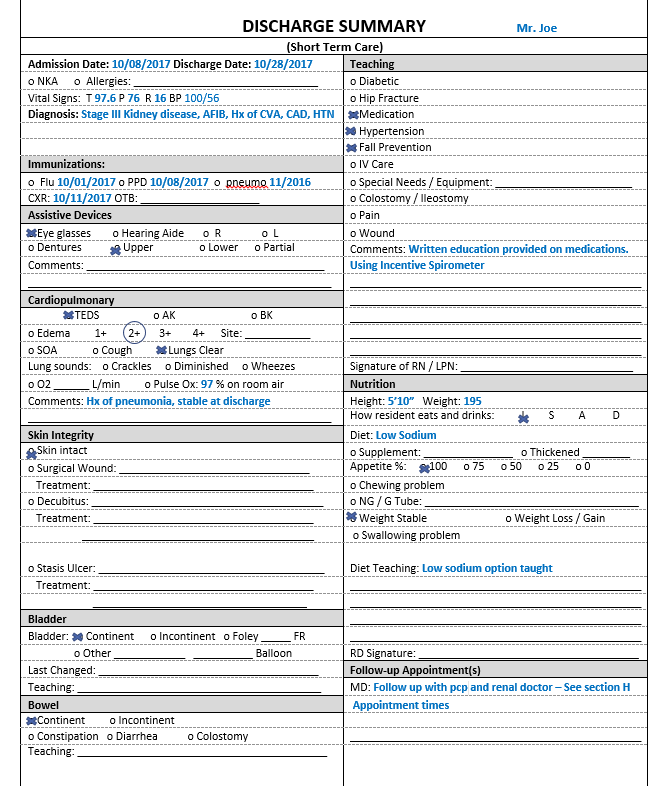 DISCHARGE SUMMARY Mr. Joe
(Short Term Care)
Admission Date: 10/08/2017 Discharge Date: 10/28/2017
o NKA o Allergies:
Vital Signs: T 97.6 P 76 R 16 BP 100/56
Diagnosis: Stage III Kidney disease, AFIB, Hx of CVA, CAD, HTN
Immunizations:
o Flu 10/01/2017 o PPD 10/08/2017 o pneumo 11/2016
CXR: 10/11/2017 OTB:
Assistive Devices
Eye glasses o Hearing Aide o R o L
o Dentures Upper o Lower o Partial
Comments:
Cardiopulmonary
TEDS o AK o BK
o Edema 1+ 2+ 3+ 4+ Site:
o SOA o Cough Lungs Clear
Lung sounds: o Crackles o Diminished o Wheezes
o O2 ______ L/min o Pulse Ox: 97 % on room air
Comments: Hx of pneumonia, stable at discharge
Skin Integrity
o Skin intact
o Surgical Wound:
Treatment:
o Decubitus:
Treatment:
o Stasis Ulcer:
Treatment:
Bladder
Bladder: Continent o Incontinent o Foley _____ FR
o Other ____________ __________ Balloon
Last Changed:
Teaching:
Bowel
Continent o Incontinent
o Constipation o Diarrhea o Colostomy
Teaching:
Teaching
o Diabetic
o Hip Fracture
Medication
Hypertension
Fall Prevention
o IV Care
o Special Needs / Equipment:
o Colostomy / Ileostomy
o Pain
o Wound
Comments: Written education provided on medications.
Using Incentive Spirometer
Signature of RN / LPN:
Nutrition
Height: 5’10” Weight: 195
How resident eats and drinks: I S A D
Diet: Low Sodium
o Supplement: _______________ o Thickened ________
Appetite %: o 100 o 75 o 50 o 25 o 0
o Chewing problem
o NG / G Tube:
Weight Stable o Weight Loss / Gain
o Swallowing problem
Diet Teaching: Low sodium option taught
RD Signature:
Follow-up Appointment(s)
MD: Follow up with pcp and renal doctor – See section H
Appointment times